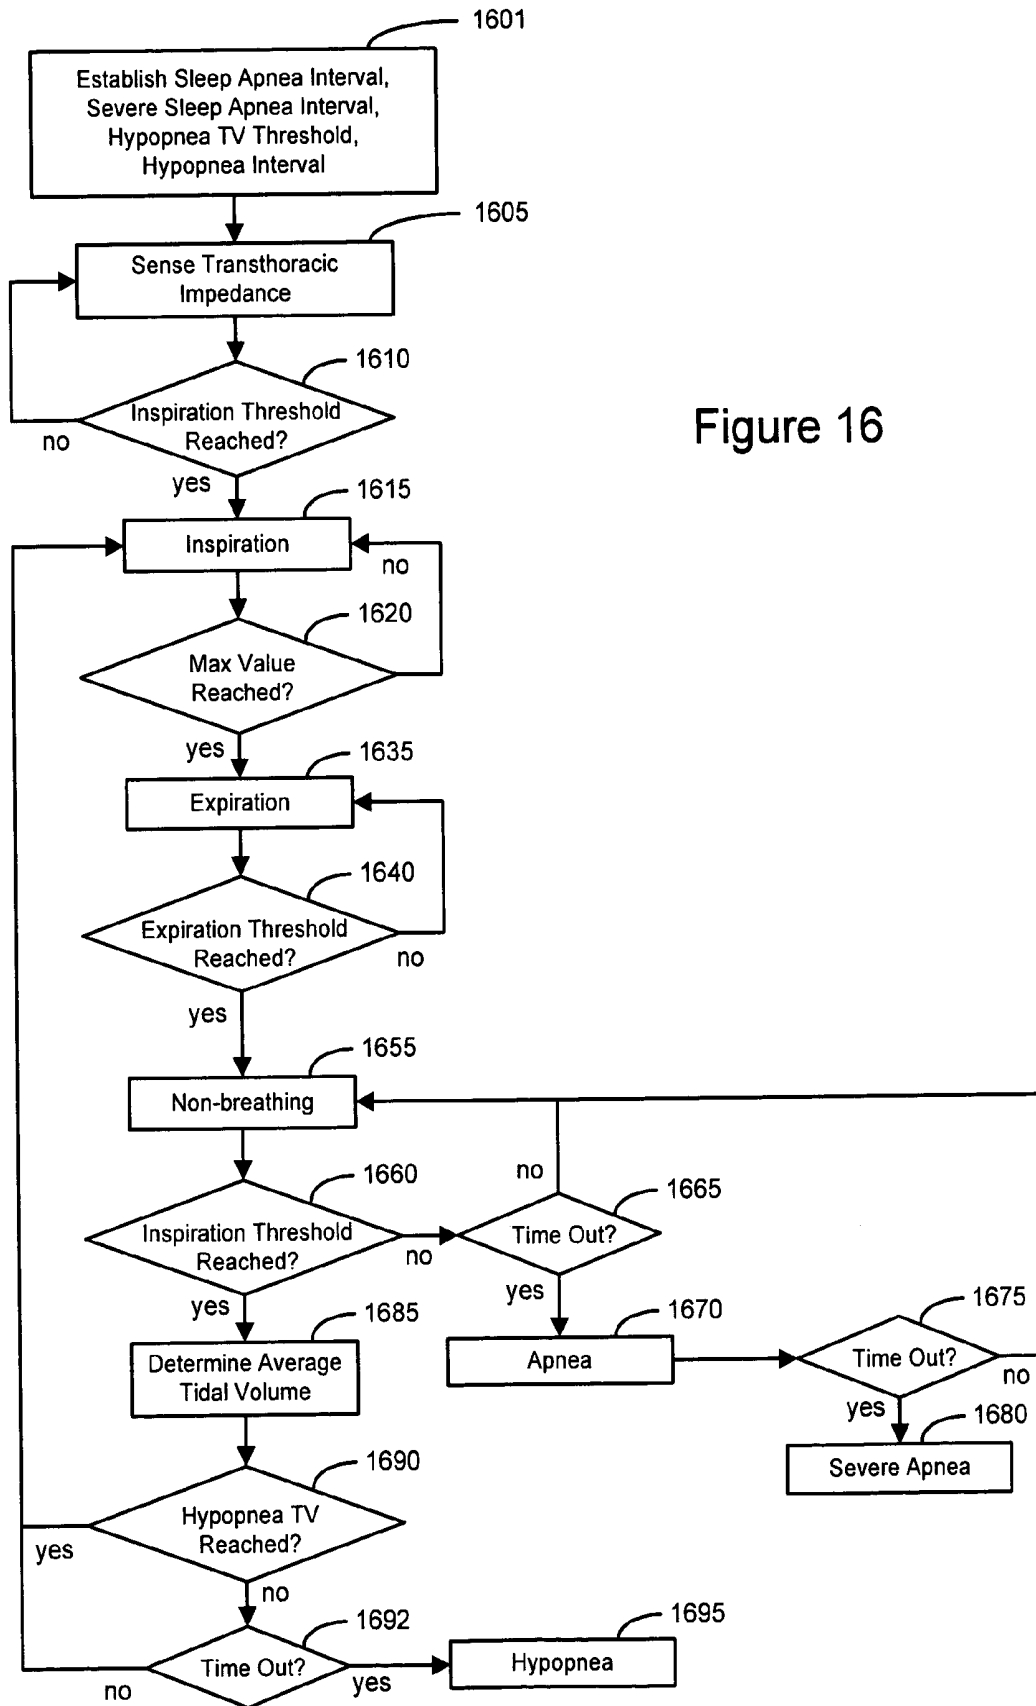 1601
Establish Sleep Apnea Interval,
Severe Sleep Apnea Interval,
Hypopnea TV Threshold,
Hypopnea Interval
1605
Sense Transthoracic
Impedance
1610
Inspiration Threshold
Reached?
no
yes
Figure 16
1615
Inspiration
no
1620
Max Value
Reached?
yes
1635
Expiration
1640
Expiration Threshold
Reached?
no
yes
1655
Non-breathing
1660
Inspiration Threshold
Reached?
no
yes
no
1665
Time Out?
yes
1670
Apnea
1675
Time Out?
no
yes
1680
Severe Apnea
1685
Determine Average
Tidal Volume
1690
Hypopnea TV
Reached?
yes
no
1692
Time Out?
no
yes
1695
Hypopnea